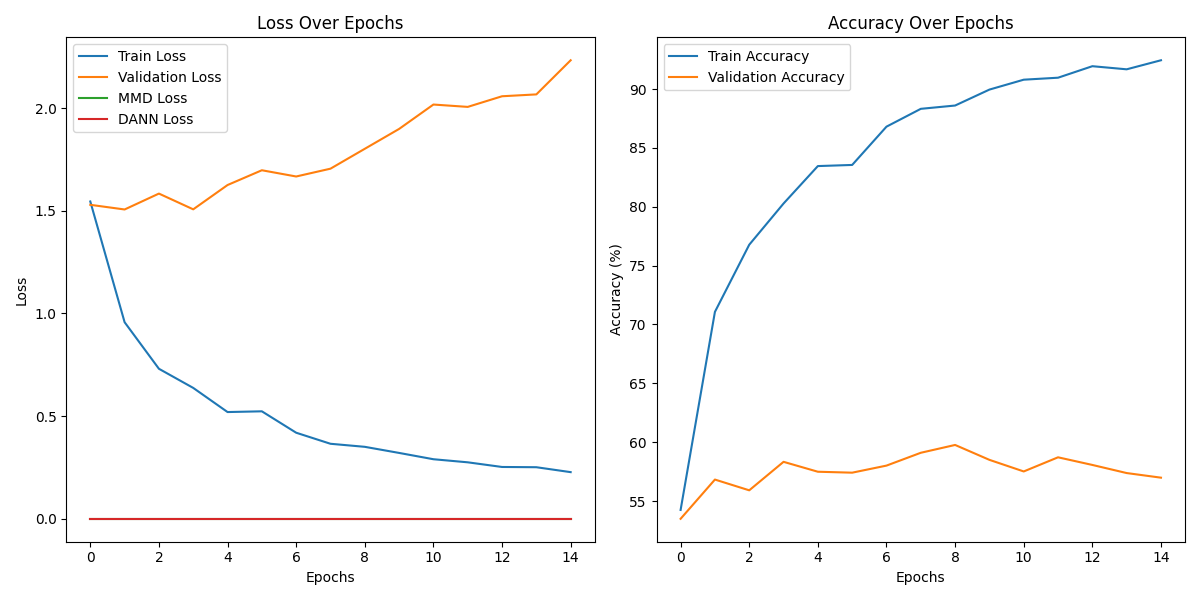 Loss Over Epochs
Train Loss
Validation Loss
MMD Loss
DANN Loss
2.0
1.5
1.0
0.5
0.0
Loss
0 2 4 6 8 10 12 14
Epochs
Accuracy Over Epochs
Train Accuracy
Validation Accuracy
90
85
80
75
70
65
60
55
Accuracy (%)
0 2 4 6 8 10 12 14
Epochs